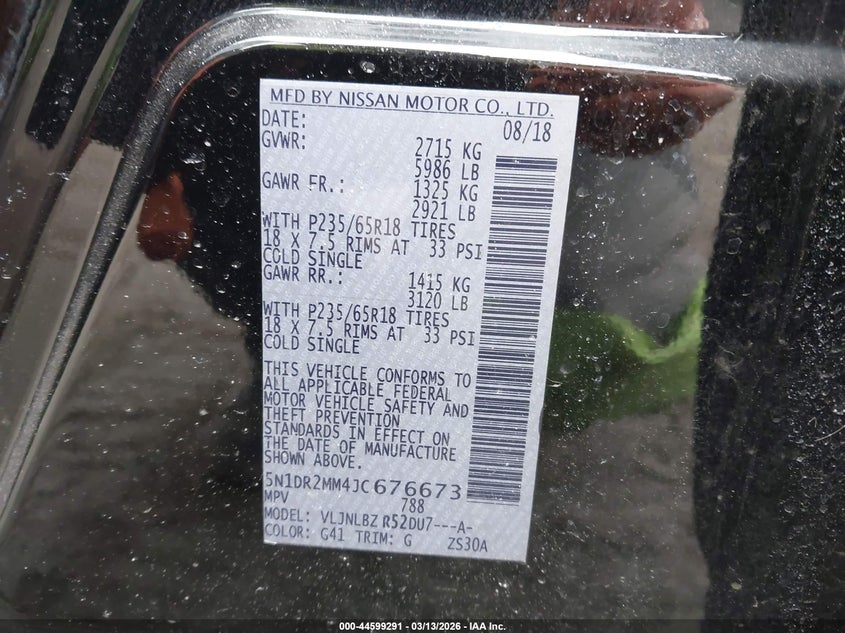 MFD BY NISSAN MOTOR CO., LTD.
DATE: 08/18
GVWR: 2715 KG
5986 LB
GAWR FR.: 1325 KG
2921 LB
WITH P235/65R18 TIRES
18 X 7.5 RIMS AT 33 PSI
COLD SINGLE
GAWR RR.: 1415 KG
3120 LB
WITH P235/65R18 TIRES
18 X 7.5 RIMS AT 33 PSI
COLD SINGLE
THIS VEHICLE CONFORMS TO
ALL APPLICABLE FEDERAL
MOTOR VEHICLE SAFETY AND
THEFT PREVENTION
STANDARDS IN EFFECT ON
THE DATE OF MANUFACTURE
SHOWN ABOVE.
5N1DR2MM4JC676673
MPV 788
MODEL: VLJNLBZ R52DU7---A-
COLOR: G41 TRIM: G ZS30A
000-44599291 - 03/13/2026 - IAA Inc.